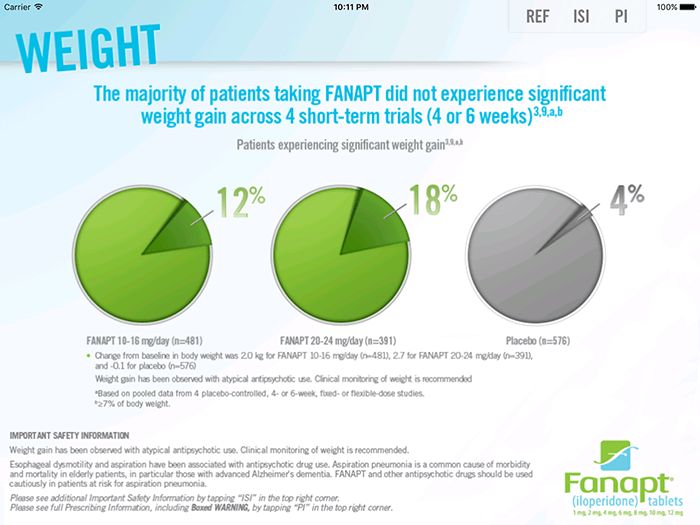 Carrier 10:11 PM 100%
REF ISI PI
WEIGHT
The majority of patients taking FANAPT did not experience significant
weight gain across 4 short-term trials (4 or 6 weeks)3,9,a,b
Patients experiencing significant weight gain3,9,a,b
12% 18% 4%
FANAPT 10-16 mg/day (n=481) FANAPT 20-24 mg/day (n=391) Placebo (n=576)
• Change from baseline in body weight was 2.0 kg for FANAPT 10-16 mg/day (n=481), 2.7 for FANAPT 20-24 mg/day (n=391),
and -0.1 for placebo (n=576)
Weight gain has been observed with atypical antipsychotic use. Clinical monitoring of weight is recommended
aBased on pooled data from 4 placebo-controlled, 4- or 6-week, fixed- or flexible-dose studies.
b≥7% of body weight.
IMPORTANT SAFETY INFORMATION
Weight gain has been observed with atypical antipsychotic use. Clinical monitoring of weight is recommended.
Esophageal dysmotility and aspiration have been associated with antipsychotic drug use. Aspiration pneumonia is a common cause of morbidity
and mortality in elderly patients, in particular those with advanced Alzheimer's dementia. FANAPT and other antipsychotic drugs should be used
cautiously in patients at risk for aspiration pneumonia.
Please see additional Important Safety Information by tapping "ISI" in the top right corner.
Please see full Prescribing Information, including Boxed WARNING, by tapping "PI" in the top right corner.
Fanapt®
(iloperidone) tablets
1 mg, 2 mg, 4 mg, 6 mg, 8 mg, 10 mg, 12 mg